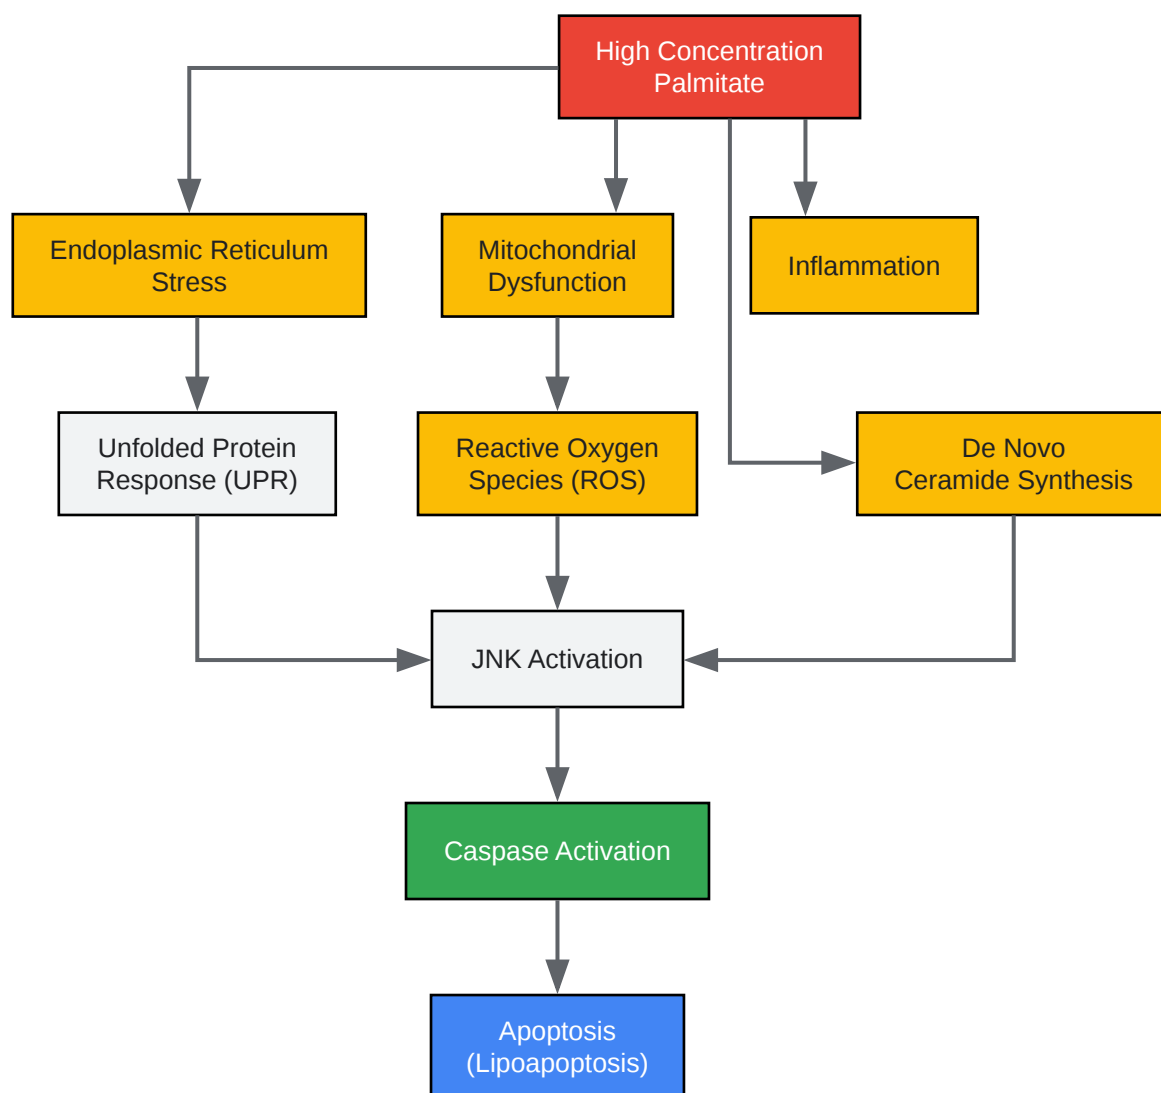 High Concentration
Palmitate
Endoplasmic Reticulum
Stress
Mitochondrial
Dysfunction
Inflammation
Unfolded Protein
Response (UPR)
Reactive Oxygen
Species (ROS)
De Novo
Ceramide Synthesis
JNK Activation
Caspase Activation
Apoptosis
(Lipoapoptosis)